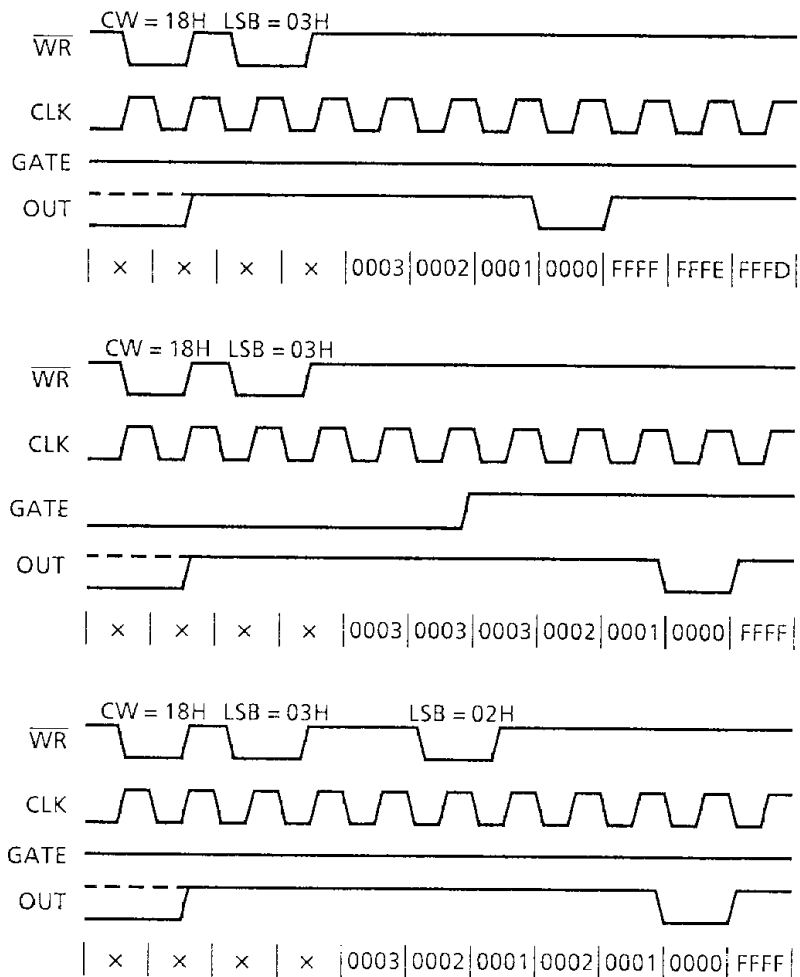 CW = 18H LSB = 03H
WR
CLK
GATE
OUT
× × × × 0003 0002 0001 0000 FFFF FFFE FFFD
CW = 18H LSB = 03H
WR
CLK
GATE
OUT
× × × × 0003 0003 0003 0002 0001 0000 FFFF
CW = 18H LSB = 03H LSB = 02H
WR
CLK
GATE
OUT
× × × × 0003 0002 0001 0002 0001 0000 FFFF